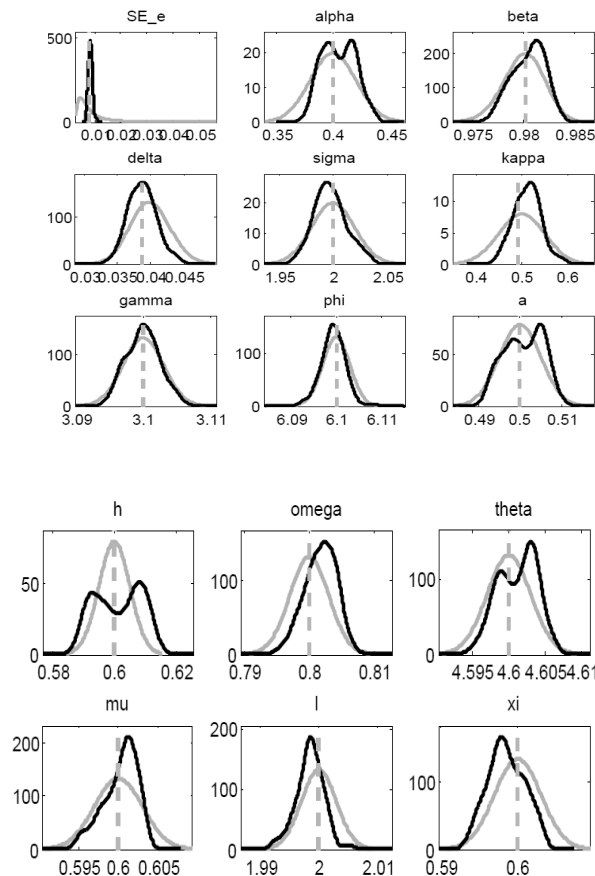 SE_e alpha beta
500 20 200
10 100
0 0 0
0.01 0.02 0.03 0.04 0.05 0.35 0.4 0.45 0.975 0.98 0.985
delta sigma kappa
100 20 10
10 5
0 0 0
0.03 0.035 0.04 0.045 1.95 2 2.05 0.4 0.5 0.6
gamma phi a
100 100 50
0 0 0
3.09 3.1 3.11 6.09 6.1 6.11 0.49 0.5 0.51
h omega theta
50 100 100
0 0 0
0.58 0.6 0.62 0.79 0.8 0.81 4.595 4.6 4.605 4.61
mu l xi
200 200 100
100 100
0 0 0
0.595 0.6 0.605 1.99 2 2.01 0.59 0.6